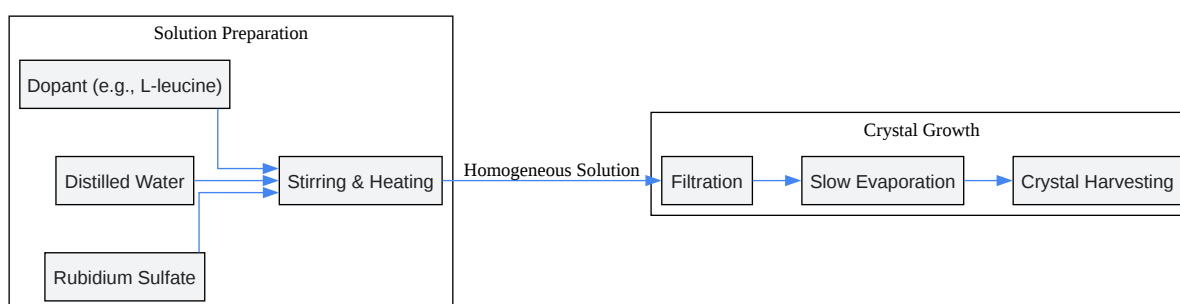 Solution Preparation
Dopant (e.g., L-leucine)
Distilled Water
Stirring & Heating
Rubidium Sulfate
Homogeneous Solution
Crystal Growth
Filtration
Slow Evaporation
Crystal Harvesting